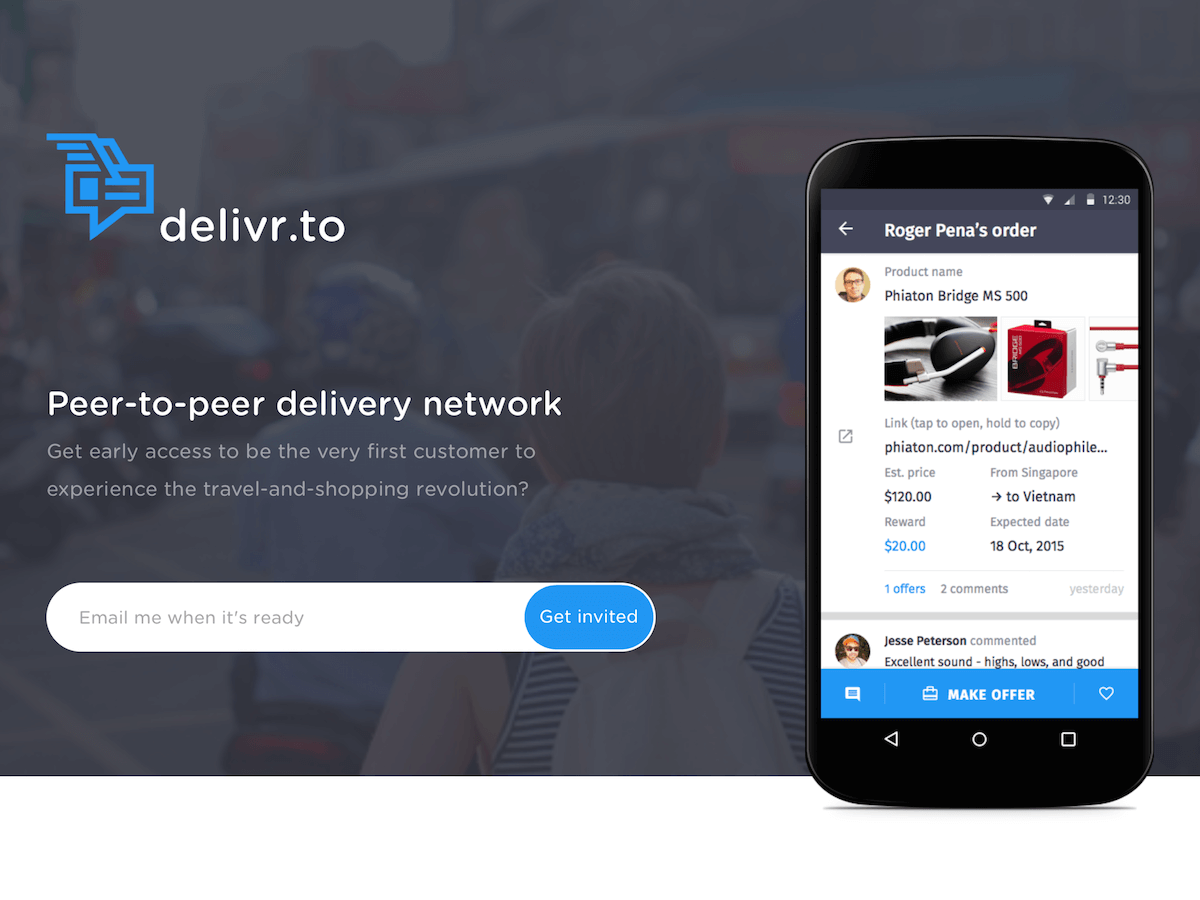 delivr.to
Peer-to-peer delivery network
Get early access to be the very first customer to
experience the travel-and-shopping revolution?
Email me when it's ready
Get invited
12:30
Roger Pena's order
Product name
Phiaton Bridge MS 500
BRIDGE
Link (tap to open, hold to copy)
phiaton.com/product/audiophile...
Est. price
From Singapore
$120.00
→ to Vietnam
Reward
Expected date
$20.00
18 Oct, 2015
1 offers
2 comments
yesterday
Jesse Peterson commented
Excellent sound - highs, lows, and good
MAKE OFFER